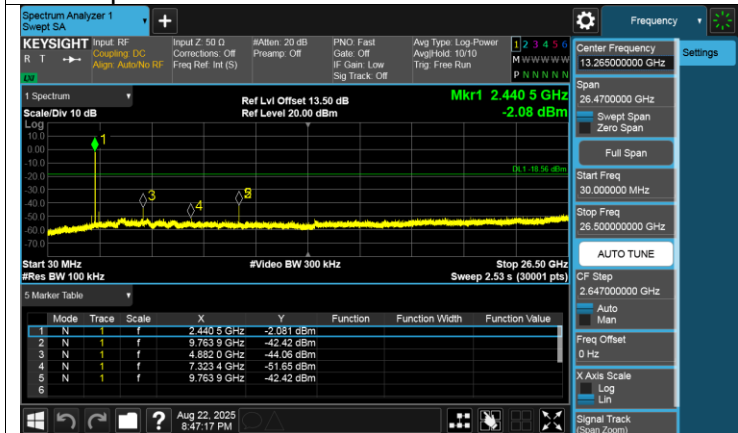 Spectrum Analyzer 1
Swept SA
Frequency
KEYSIGHT
R T
LXI
Input: RF
Coupling: DC
Align: Auto/No RF
Input Z: 50 Ω
Corrections: Off
Freq Ref: Int (S)
#Atten: 20 dB
Preamp: Off
PNO: Fast
Gate: Off
IF Gain: Low
Sig Track: Off
Avg Type: Log-Power
Avg|Hold: 10/10
Trig: Free Run
1 2 3 4 5 6
M W W W W W
P N N N N N
1 Spectrum
Scale/Div 10 dB
Log
Ref Lvl Offset 13.50 dB
Ref Level 20.00 dBm
Mkr1 2.440 5 GHz
-2.08 dBm
10.0
0.00
-10.0
-20.0
-30.0
-40.0
-50.0
-60.0
-70.0
1
3
4
DL1 -18.56 dBm
Start 30 MHz
#Res BW 100 kHz
#Video BW 300 kHz
Stop 26.50 GHz
Sweep 2.53 s (30001 pts)
5 Marker Table
Mode Trace Scale X Y Function Function Width Function Value
1 N 1 f 2.440 5 GHz -2.081 dBm
2 N 1 f 9.763 9 GHz -42.42 dBm
3 N 1 f 4.882 0 GHz -44.06 dBm
4 N 1 f 7.323 4 GHz -51.65 dBm
5 N 1 f 9.763 9 GHz -42.42 dBm
6
Aug 22, 2025
8:47:17 PM
Center Frequency
13.265000000 GHz
Span
26.4700000 GHz
Swept Span
Zero Span
Full Span
Start Freq
30.000000 MHz
Stop Freq
26.500000000 GHz
AUTO TUNE
CF Step
2.647000000 GHz
Auto
Man
Freq Offset
0 Hz
X Axis Scale
Log
Lin
Signal Track
(Span Zoom)
Settings